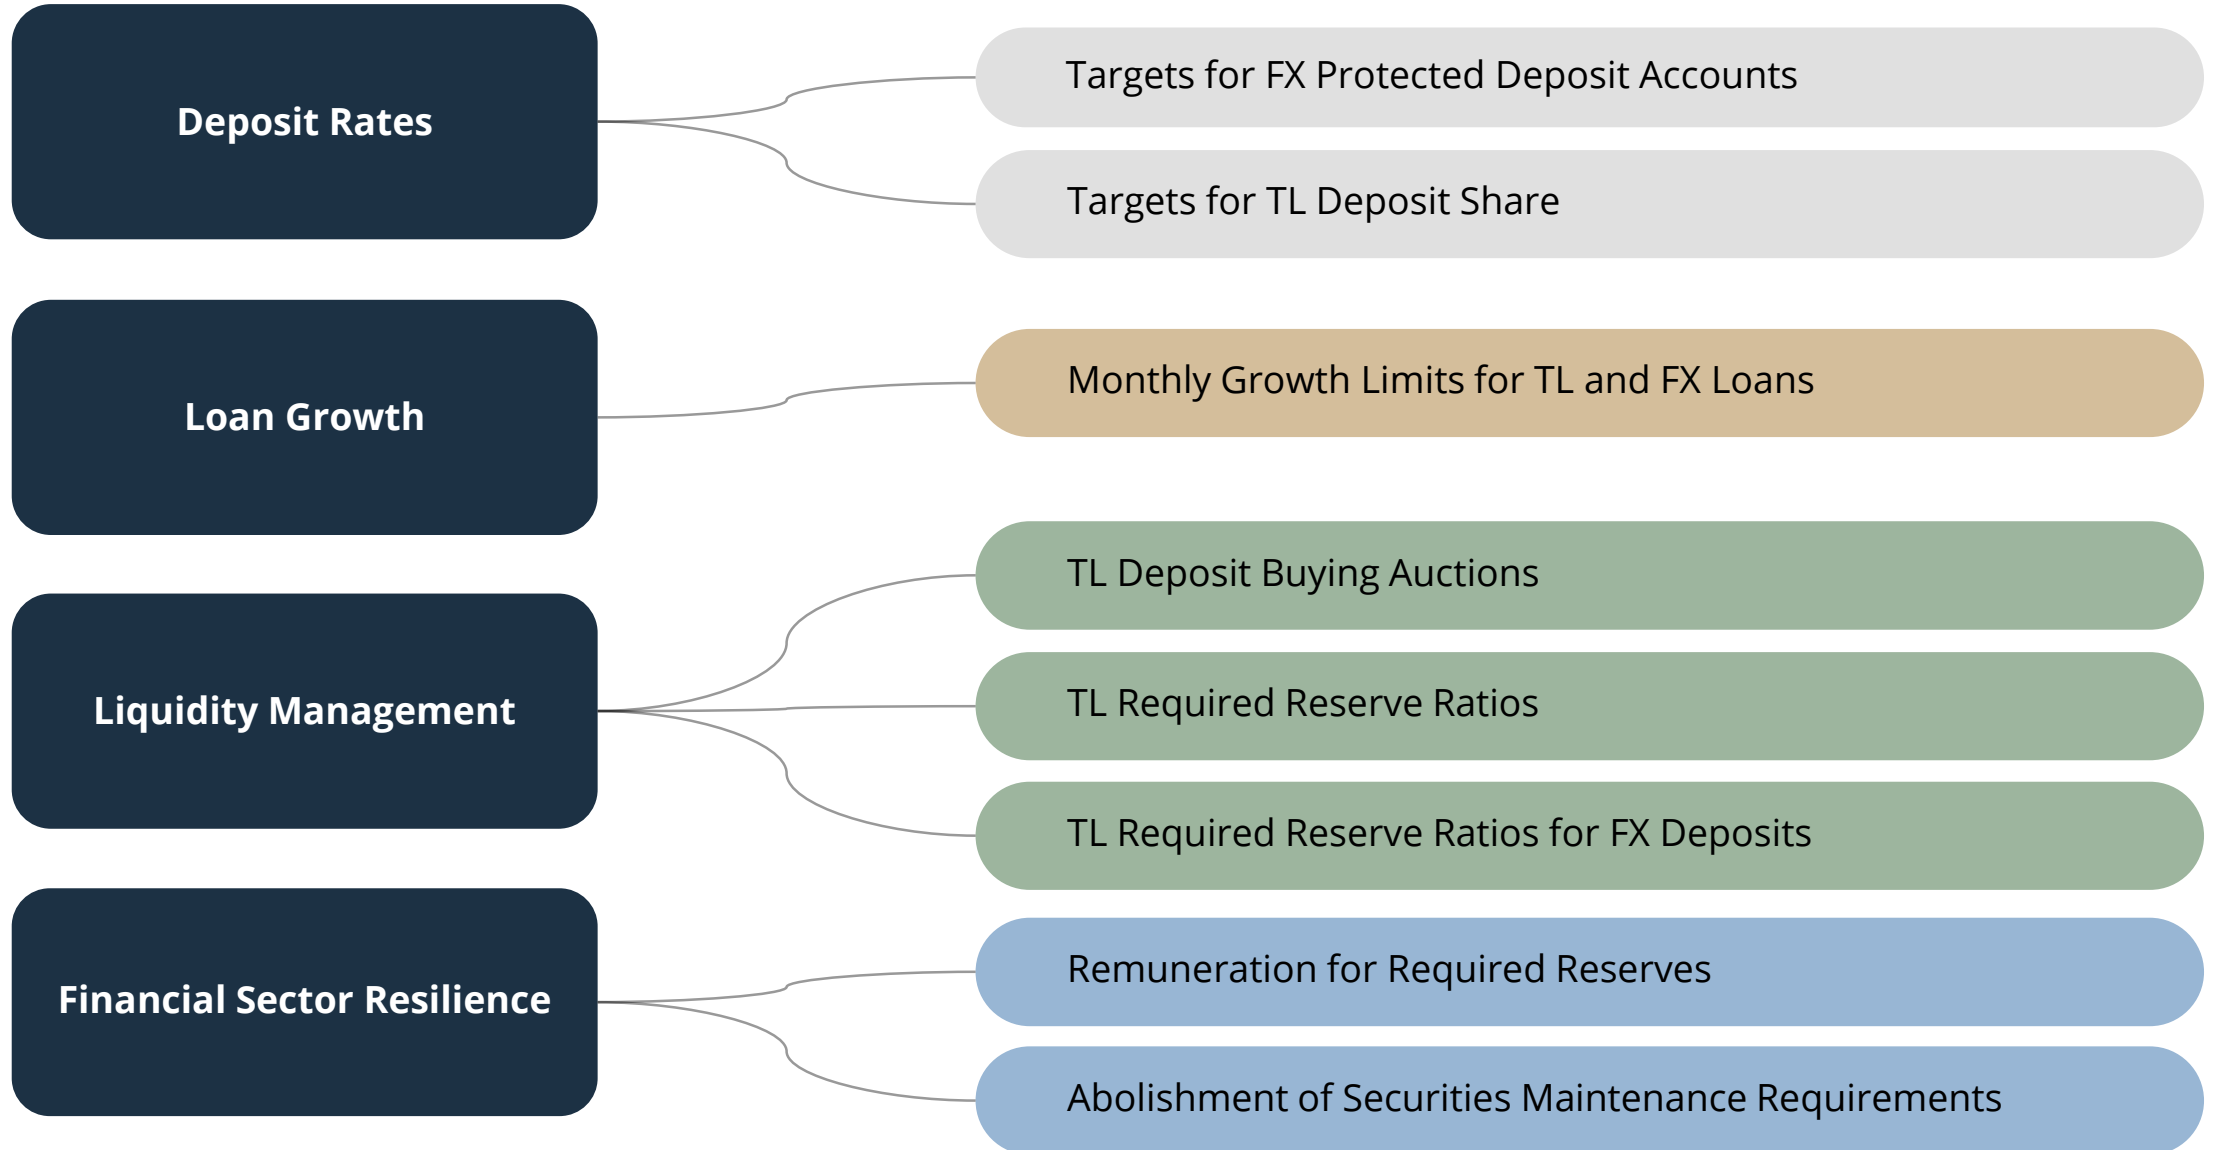 Deposit Rates
Targets for FX Protected Deposit Accounts
Targets for TL Deposit Share
Loan Growth
Monthly Growth Limits for TL and FX Loans
Liquidity Management
TL Deposit Buying Auctions
TL Required Reserve Ratios
TL Required Reserve Ratios for FX Deposits
Financial Sector Resilience
Remuneration for Required Reserves
Abolishment of Securities Maintenance Requirements